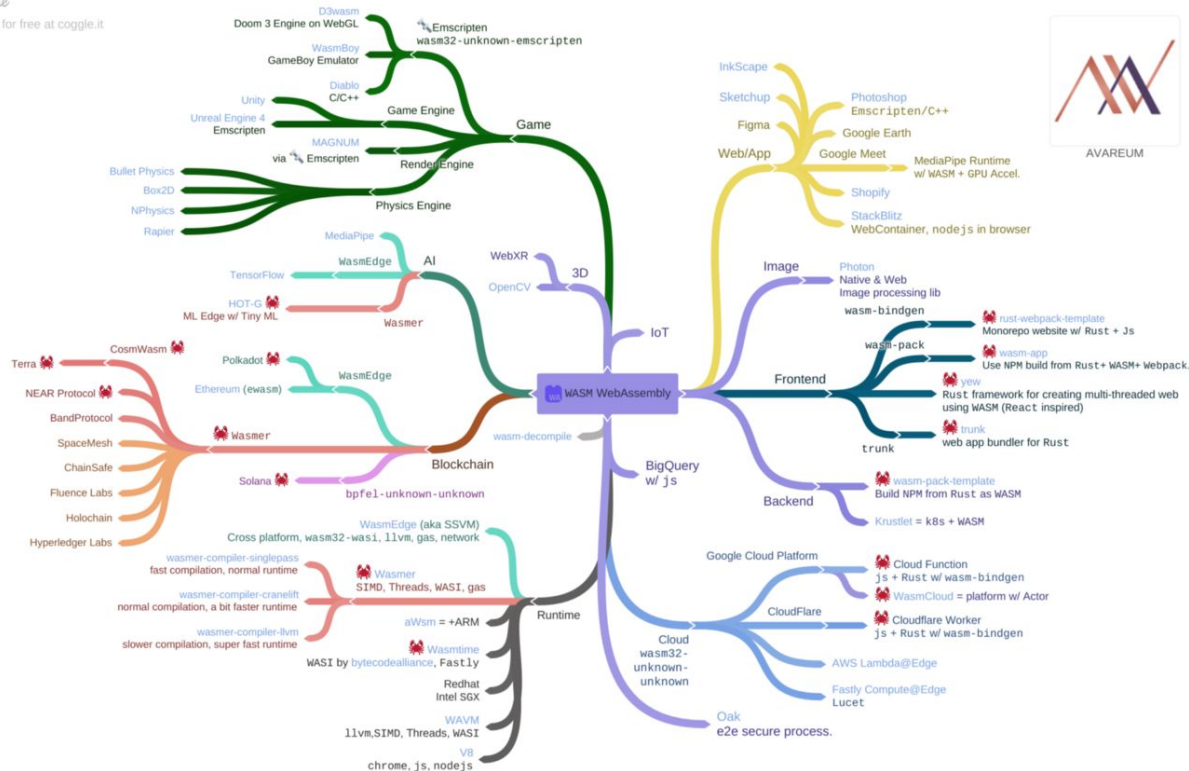 for free at coggle.it
D3wasm
Doom 3 Engine on WebGL
WasmBoy
GameBoy Emulator
Diablo
C/C++
Emscripten
wasm32-unknown-emscripten
Unity
Unreal Engine 4
Emscripten
Game Engine
Game
MAGNUM
via Emscripten
Render Engine
Bullet Physics
Box2D
NPhysics
Rapier
Physics Engine
MediaPipe
WasmEdge
AI
TensorFlow
HOT-G
ML Edge w/ Tiny ML
Wasmer
WebXR
3D
OpenCV
IoT
CosmWasm
Terra
NEAR Protocol
BandProtocol
SpaceMesh
ChainSafe
Fluence Labs
Holochain
Hyperledger Labs
Wasmer
Polkadot
WasmEdge
Ethereum (ewasm)
Solana
Blockchain
bpfel-unknown-unknown
WA
WASM WebAssembly
wasm-decompile
BigQuery
w/ js
WasmEdge (aka SSVM)
Cross platform, wasm32-wasi, llvm, gas, network
wasmer-compiler-singlepass
fast compilation, normal runtime
wasmer-compiler-cranelift
normal compilation, a bit faster runtime
wasmer-compiler-llvm
slower compilation, super fast runtime
Wasmer
SIMD, Threads, WASI, gas
Runtime
aWsm = +ARM
Wasmtime
WASI by bytecodealliance, Fastly
Redhat
Intel SGX
WAVM
llvm,SIMD, Threads, WASI
V8
chrome, js, nodejs
InkScape
Sketchup
Figma
Web/App
Photoshop
Emscripten/C++
Google Earth
Google Meet
MediaPipe Runtime
w/ WASM + GPU Accel.
Shopify
StackBlitz
WebContainer, nodejs in browser
AVAREUM
Image
Photon
Native & Web
Image processing lib
wasm-bindgen
rust-webpack-template
Monorepo website w/ Rust + Js
wasm-pack
wasm-app
Use NPM build from Rust+ WASM+ Webpack.
Frontend
yew
Rust framework for creating multi-threaded web
using WASM (React inspired)
trunk
trunk
web app bundler for Rust
Backend
wasm-pack-template
Build NPM from Rust as WASM
Krustlet = k8s + WASM
Google Cloud Platform
Cloud Function
js + Rust w/ wasm-bindgen
WasmCloud = platform w/ Actor
CloudFlare
Cloudflare Worker
js + Rust w/ wasm-bindgen
Cloud
wasm32-
unknown-
unknown
AWS Lambda@Edge
Fastly Compute@Edge
Lucet
Oak
e2e secure process.